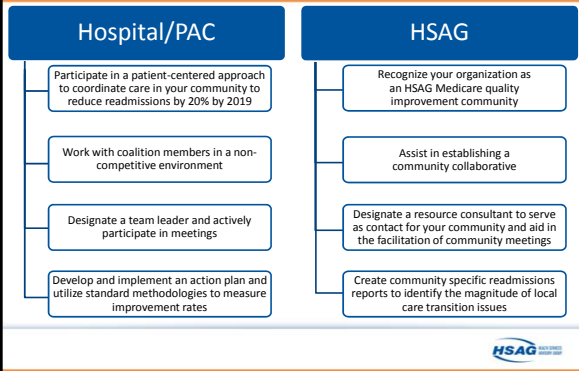 Hospital/PAC
Participate in a patient-centered approach
to coordinate care in your community to
reduce readmissions by 20% by 2019
Work with coalition members in a non-
competitive environment
Designate a team leader and actively
participate in meetings
Develop and implement an action plan and
utilize standard methodologies to measure
improvement rates
HSAG
Recognize your organization as
an HSAG Medicare quality
improvement community
Assist in establishing a
community collaborative
Designate a resource consultant to serve
as contact for your community and aid in
the facilitation of community meetings
Create community specific readmissions
reports to identify the magnitude of local
care transition issues
HSAG HEALTH SERVICES
ADVISORY GROUP